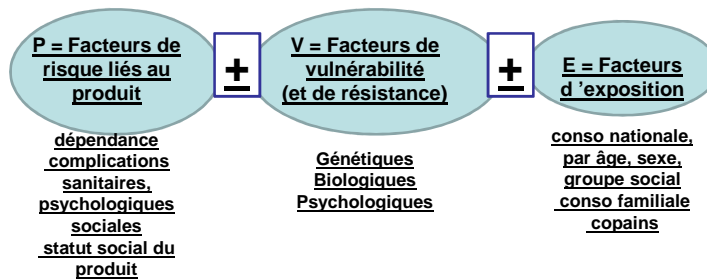 P = Facteurs de
risque liés au
produit
±
V = Facteurs de
vulnérabilité
(et de résistance)
±
E = Facteurs
d 'exposition
dépendance
complications
sanitaires,
psychologiques
sociales
statut social du
produit
Génétiques
Biologiques
Psychologiques
conso nationale,
par âge, sexe,
groupe social
conso familiale
copains